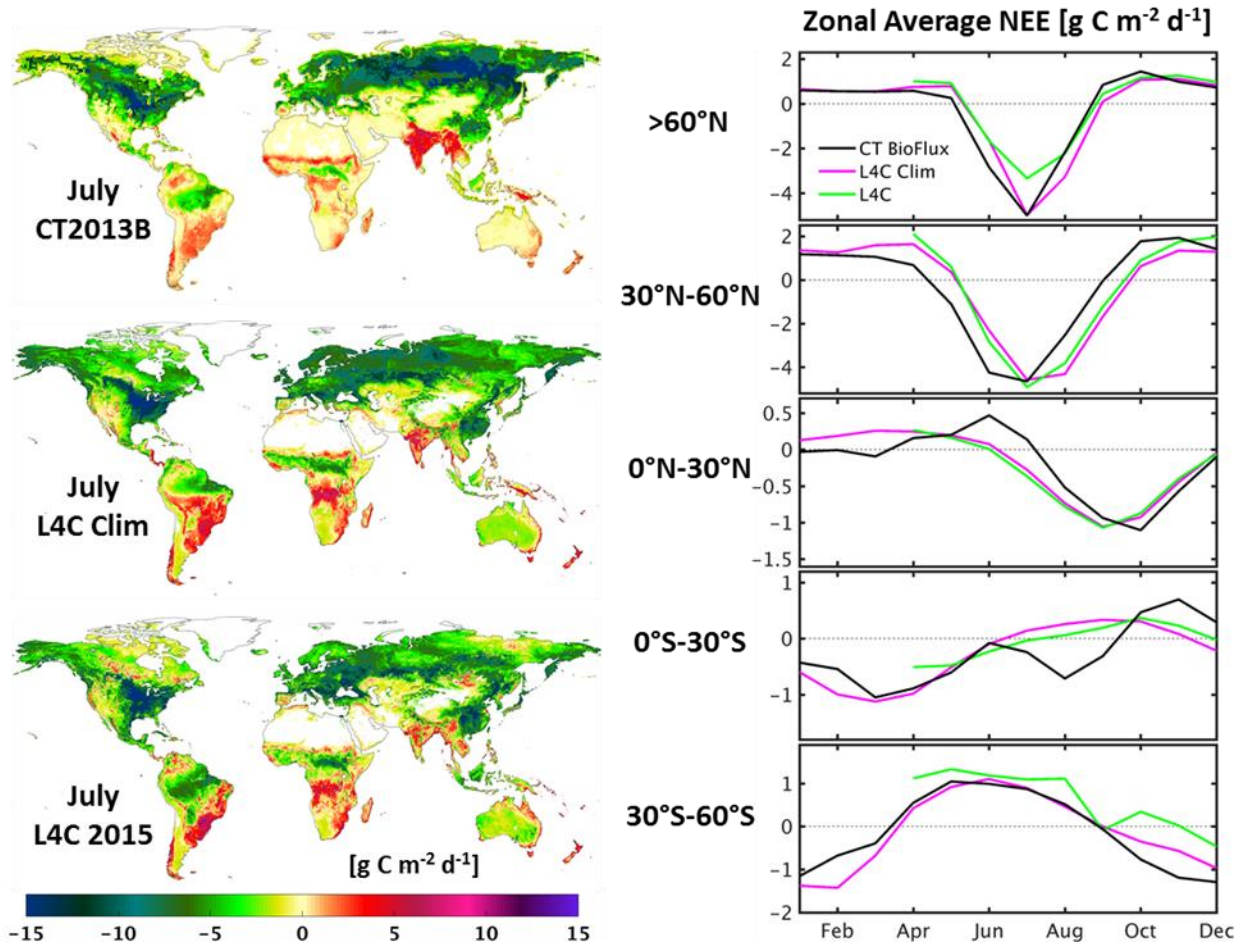 July
CT2013B
July
L4C Clim
July
L4C 2015
[g C m-2 d-1]
−15 −10 −5 0 5 10 15
Zonal Average NEE [g C m-2 d-1]
>60°N
2
0
−2
−4
CT BioFlux
L4C Clim
L4C
30°N-60°N
2
0
−2
−4
0°N-30°N
0.5
0
−0.5
−1
−1.5
0°S-30°S
1
0
−1
30°S-60°S
1
0
−1
−2
Feb Apr Jun Aug Oct Dec